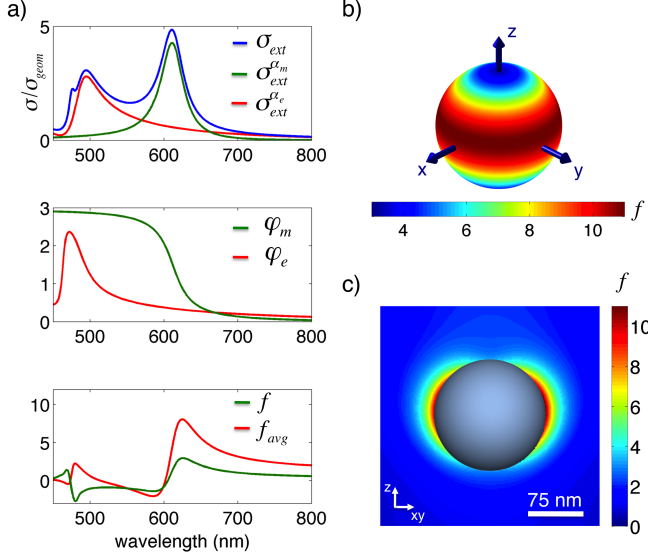 a)
σ/σgeom
5
0
σext
σext^αm
σext^αe
500 600 700 800
3
2
1
0
φm
φe
500 600 700 800
10
5
0
f
favg
500 600 700 800
wavelength (nm)
b)
z
x
y
4 6 8 10
f
c)
f
10
8
6
4
2
0
z
xy
75 nm